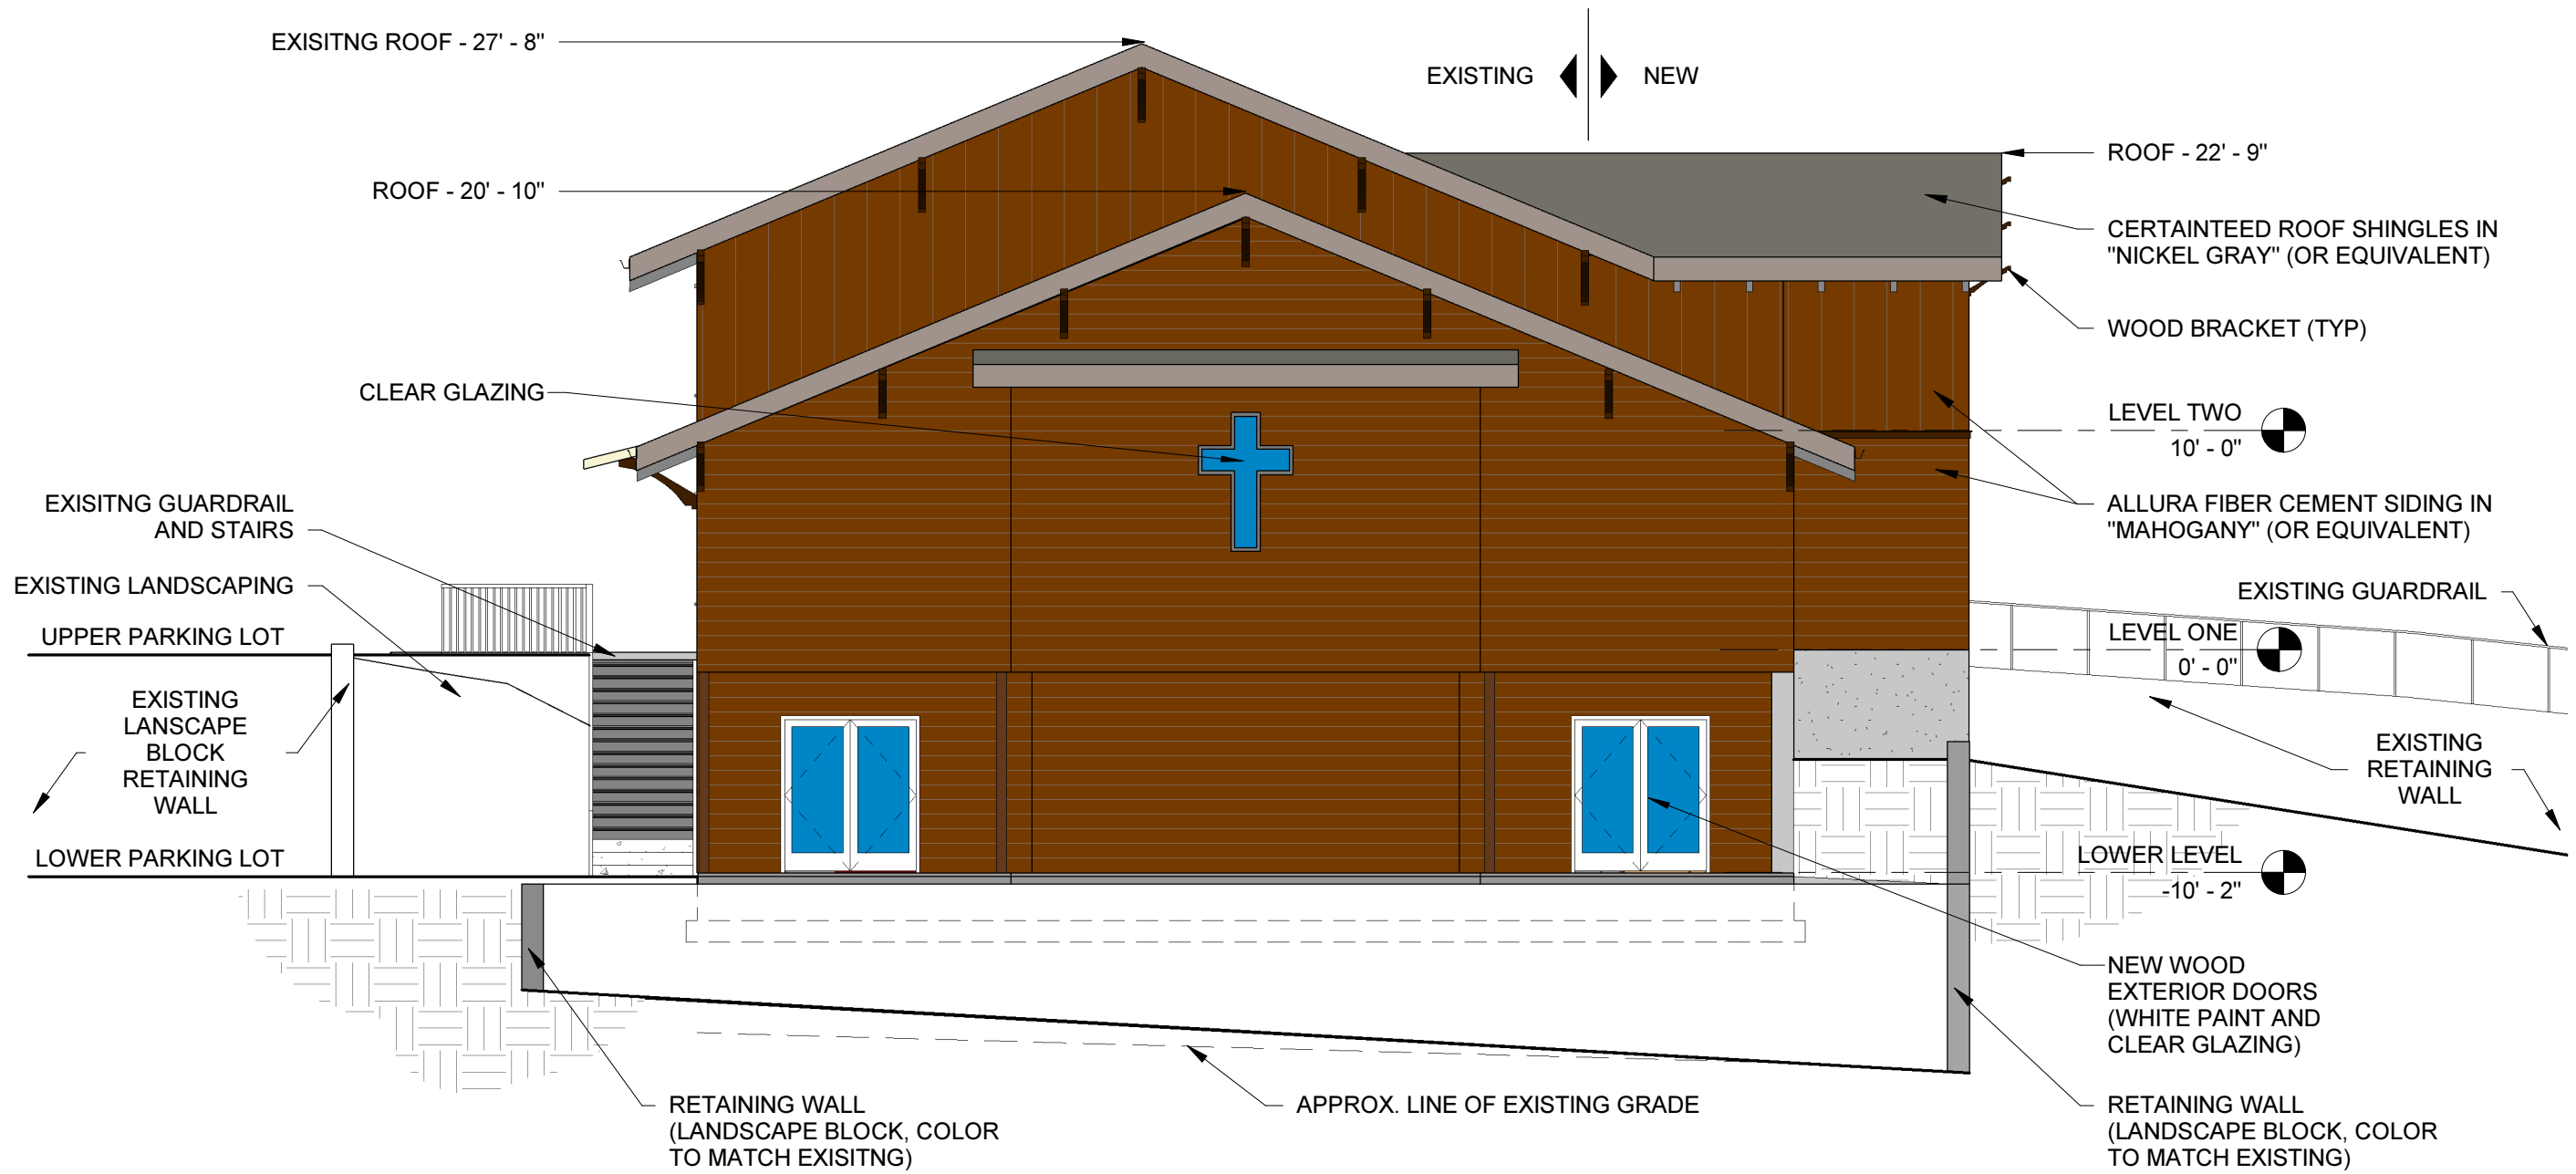 EXISITNG ROOF - 27' - 8"
EXISTING
NEW
ROOF - 22' - 9"
ROOF - 20' - 10"
CERTAINTEED ROOF SHINGLES IN
"NICKEL GRAY" (OR EQUIVALENT)
WOOD BRACKET (TYP)
CLEAR GLAZING
LEVEL TWO
10' - 0"
EXISITNG GUARDRAIL
AND STAIRS
ALLURA FIBER CEMENT SIDING IN
"MAHOGANY" (OR EQUIVALENT)
EXISTING LANDSCAPING
EXISTING GUARDRAIL
UPPER PARKING LOT
LEVEL ONE
0' - 0"
EXISTING
LANSCAPE
BLOCK
RETAINING
WALL
EXISTING
RETAINING
WALL
LOWER PARKING LOT
LOWER LEVEL
-10' - 2"
NEW WOOD
EXTERIOR DOORS
(WHITE PAINT AND
CLEAR GLAZING)
RETAINING WALL
(LANDSCAPE BLOCK, COLOR
TO MATCH EXISITNG)
APPROX. LINE OF EXISTING GRADE
RETAINING WALL
(LANDSCAPE BLOCK, COLOR
TO MATCH EXISTING)